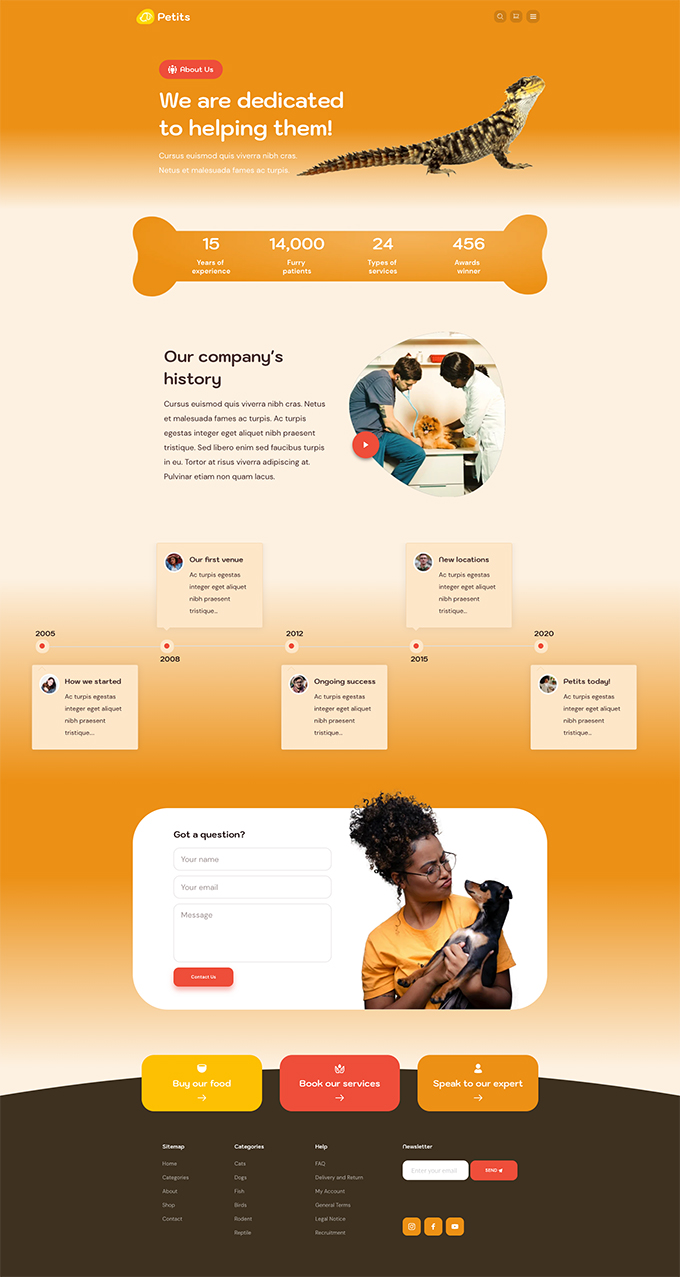 Petits
About Us
We are dedicated
to helping them!
Cursus euismod quis viverra nibh cras.
Netus et malesuada fames ac turpis.
15
Years of
experience
14,000
Furry
patients
24
Types of
services
456
Awards
winner
Our company's
history
Cursus euismod quis viverra nibh cras. Netus
et malesuada fames ac turpis. Ac turpis
egestas integer eget aliquet nibh praesent
tristique. Sed libero enim sed faucibus turpis
in eu. Tortor at risus viverra adipiscing at.
Pulvinar etiam non quam lacus.
2005
How we started
Ac turpis egestas
integer eget aliquet
nibh praesent
tristique....
Our first venue
Ac turpis egestas
integer eget aliquet
nibh praesent
tristique...
2008
2012
Ongoing success
Ac turpis egestas
integer eget aliquet
nibh praesent
tristique...
New locations
Ac turpis egestas
integer eget aliquet
nibh praesent
tristique...
2015
2020
Petits today!
Ac turpis egestas
integer eget aliquet
nibh praesent
tristique...
Got a question?
Your name
Your email
Message
Contact Us
Buy our food
Book our services
Speak to our expert
Sitemap
Home
Categories
About
Shop
Contact
Categories
Cats
Dogs
Fish
Birds
Rodent
Reptile
Help
FAQ
Delivery and Return
My Account
General Terms
Legal Notice
Recruitment
Newsletter
Enter your email
SEND